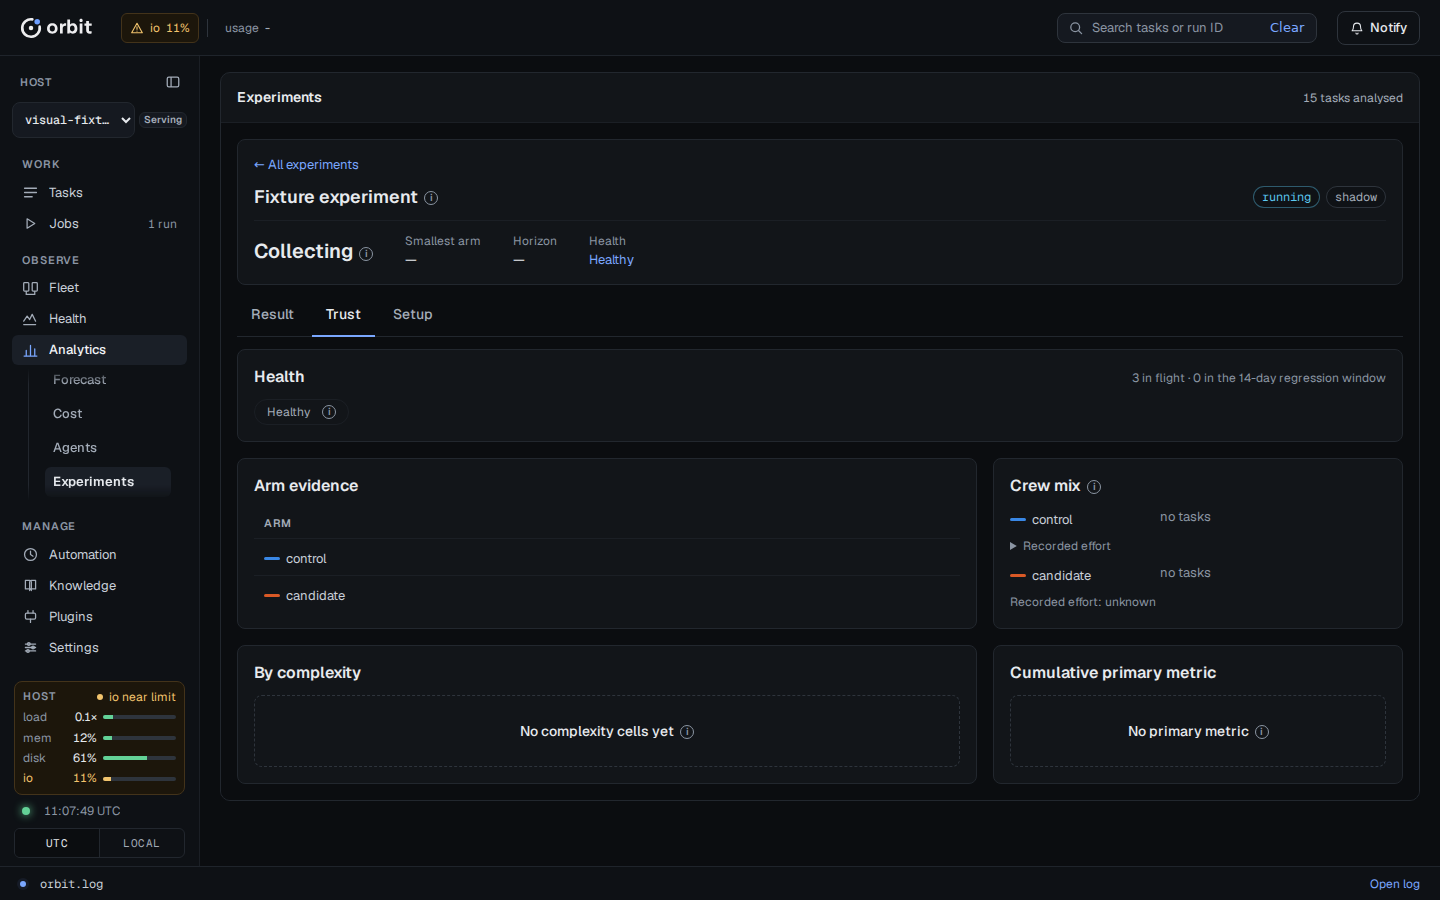 orbit
io 11%
usage -
Search tasks or run ID
Clear
Notify
HOST
visual-fixt…
Serving
WORK
Tasks
Jobs
1 run
OBSERVE
Fleet
Health
Analytics
Forecast
Cost
Agents
Experiments
MANAGE
Automation
Knowledge
Plugins
Settings
HOST
io near limit
load 0.1×
mem 12%
disk 61%
io 11%
11:07:49 UTC
UTC
LOCAL
Experiments
15 tasks analysed
← All experiments
Fixture experiment
running
shadow
Collecting
Smallest arm
—
Horizon
—
Health
Healthy
Result
Trust
Setup
Health
3 in flight · 0 in the 14-day regression window
Healthy
Arm evidence
ARM
control
candidate
Crew mix
control
no tasks
Recorded effort
candidate
no tasks
Recorded effort: unknown
By complexity
No complexity cells yet
Cumulative primary metric
No primary metric
orbit.log
Open log